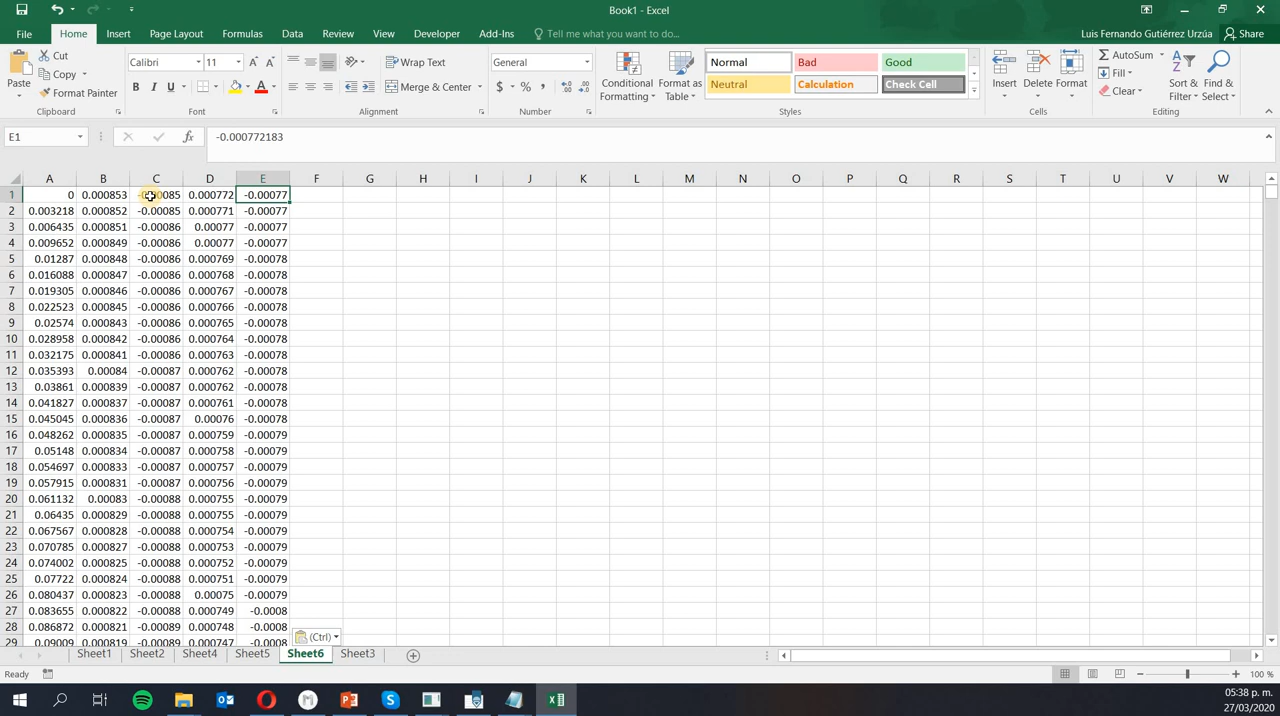 Book1 - Excel
File Home Insert Page Layout Formulas Data Review View Developer Add-Ins Tell me what you want to do... Luis Fernando Gutiérrez Urzúa Share
Paste Cut Copy Format Painter Clipboard
Calibri 11 A A B I U A Font
Wrap Text Merge & Center Alignment
General $ % , Number
Conditional Formatting Format as Table
Normal Bad Good
Neutral Calculation Check Cell
Styles
Insert Delete Format Cells
AutoSum Fill Clear Sort & Filter Find & Select Editing
E1 fx -0.000772183
A B C D E F G H I J K L M N O P Q R S T U V W
1 0 0.000853 0.000772 -0.00077
2 0.003218 0.000852 -0.00085 0.000771 -0.00077
3 0.006435 0.000851 -0.00086 0.00077 -0.00077
4 0.009652 0.000849 -0.00086 0.00077 -0.00077
5 0.01287 0.000848 -0.00086 0.000769 -0.00078
6 0.016088 0.000847 -0.00086 0.000768 -0.00078
7 0.019305 0.000846 -0.00086 0.000767 -0.00078
8 0.022523 0.000845 -0.00086 0.000766 -0.00078
9 0.02574 0.000843 -0.00086 0.000765 -0.00078
10 0.028958 0.000842 -0.00086 0.000764 -0.00078
11 0.032175 0.000841 -0.00086 0.000763 -0.00078
12 0.035393 0.00084 -0.00087 0.000762 -0.00078
13 0.03861 0.000839 -0.00087 0.000762 -0.00078
14 0.041827 0.000837 -0.00087 0.000761 -0.00078
15 0.045045 0.000836 -0.00087 0.00076 -0.00078
16 0.048262 0.000835 -0.00087 0.000759 -0.00079
17 0.05148 0.000834 -0.00087 0.000758 -0.00079
18 0.054697 0.000833 -0.00087 0.000757 -0.00079
19 0.057915 0.000831 -0.00087 0.000756 -0.00079
20 0.061132 0.00083 -0.00088 0.000755 -0.00079
21 0.06435 0.000829 -0.00088 0.000755 -0.00079
22 0.067567 0.000828 -0.00088 0.000754 -0.00079
23 0.070785 0.000827 -0.00088 0.000753 -0.00079
24 0.074002 0.000825 -0.00088 0.000752 -0.00079
25 0.07722 0.000824 -0.00088 0.000751 -0.00079
26 0.080437 0.000823 -0.00088 0.00075 -0.00079
27 0.083655 0.000822 -0.00088 0.000749 -0.0008
28 0.086872 0.000821 -0.00089 0.000748 -0.0008
29 0.09009 0.000819 -0.00089 0.000747 -0.0008
(Ctrl)
Sheet1 Sheet2 Sheet4 Sheet5 Sheet6 Sheet3
Ready 100 %
05:38 p. m.
27/03/2020